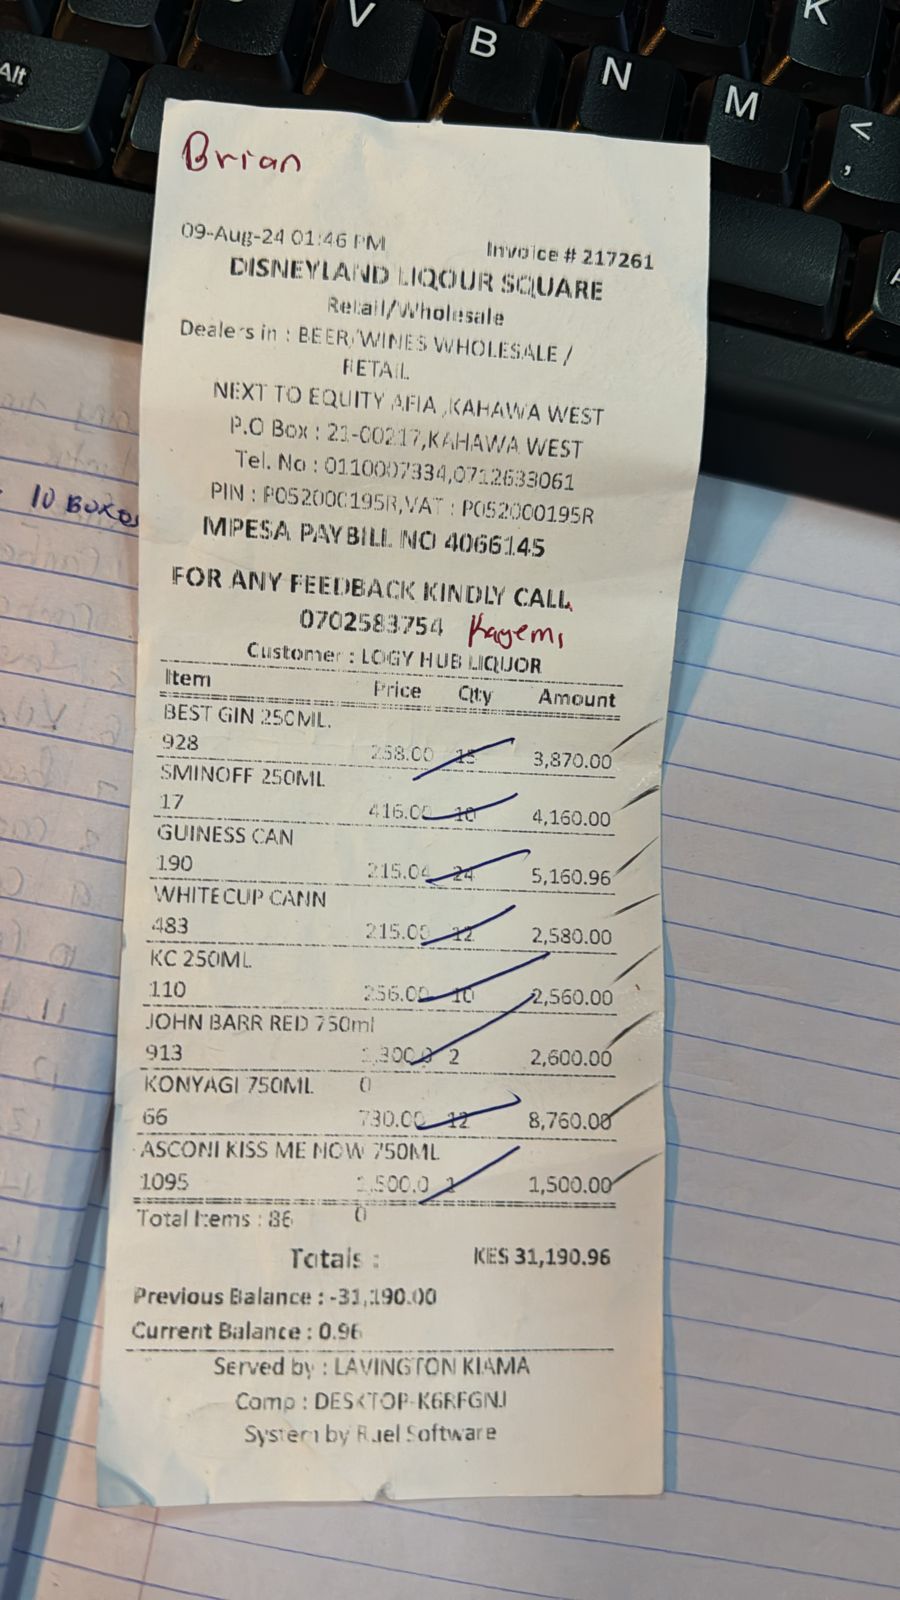 Alt
V
B
N
M
K
<
,
Brian
09-Aug-24 01:46 PM Invoice # 217261
DISNEYLAND LIQOUR SQUARE
Retail/Wholesale
Dealers in : BEER/WINES WHOLESALE /
RETAIL
NEXT TO EQUITY AFIA ,KAHAWA WEST
P.O Box : 21-00217,KAHAWA WEST
Tel. No : 0110007334,0712633061
PIN : P052000195R,VAT : P052000195R
MPESA PAYBILL NO 4066145
10 BOXES
FOR ANY FEEDBACK KINDLY CALL
0702583754 Kagemi
Customer : LOGY HUB LIQUOR
Item Price Qty Amount
BEST GIN 250ML.
928 258.00 15 3,870.00
SMINOFF 250ML
17 416.00 10 4,160.00
GUINESS CAN
190 215.04 24 5,160.96
WHITECUP CANN
483 215.00 12 2,580.00
KC 250ML
110 256.00 10 2,560.00
JOHN BARR RED 750ml
913 1,300.0 2 2,600.00
KONYAGI 750ML 0
66 730.00 12 8,760.00
ASCONI KISS ME NOW 750ML
1095 1,500.0 1 1,500.00
Total Items : 86 0
Totals : KES 31,190.96
Previous Balance : -31,190.00
Current Balance : 0.96
Served by : LAVINGTON KIAMA
Comp : DESKTOP-K6RFGNJ
System by Ruel Software